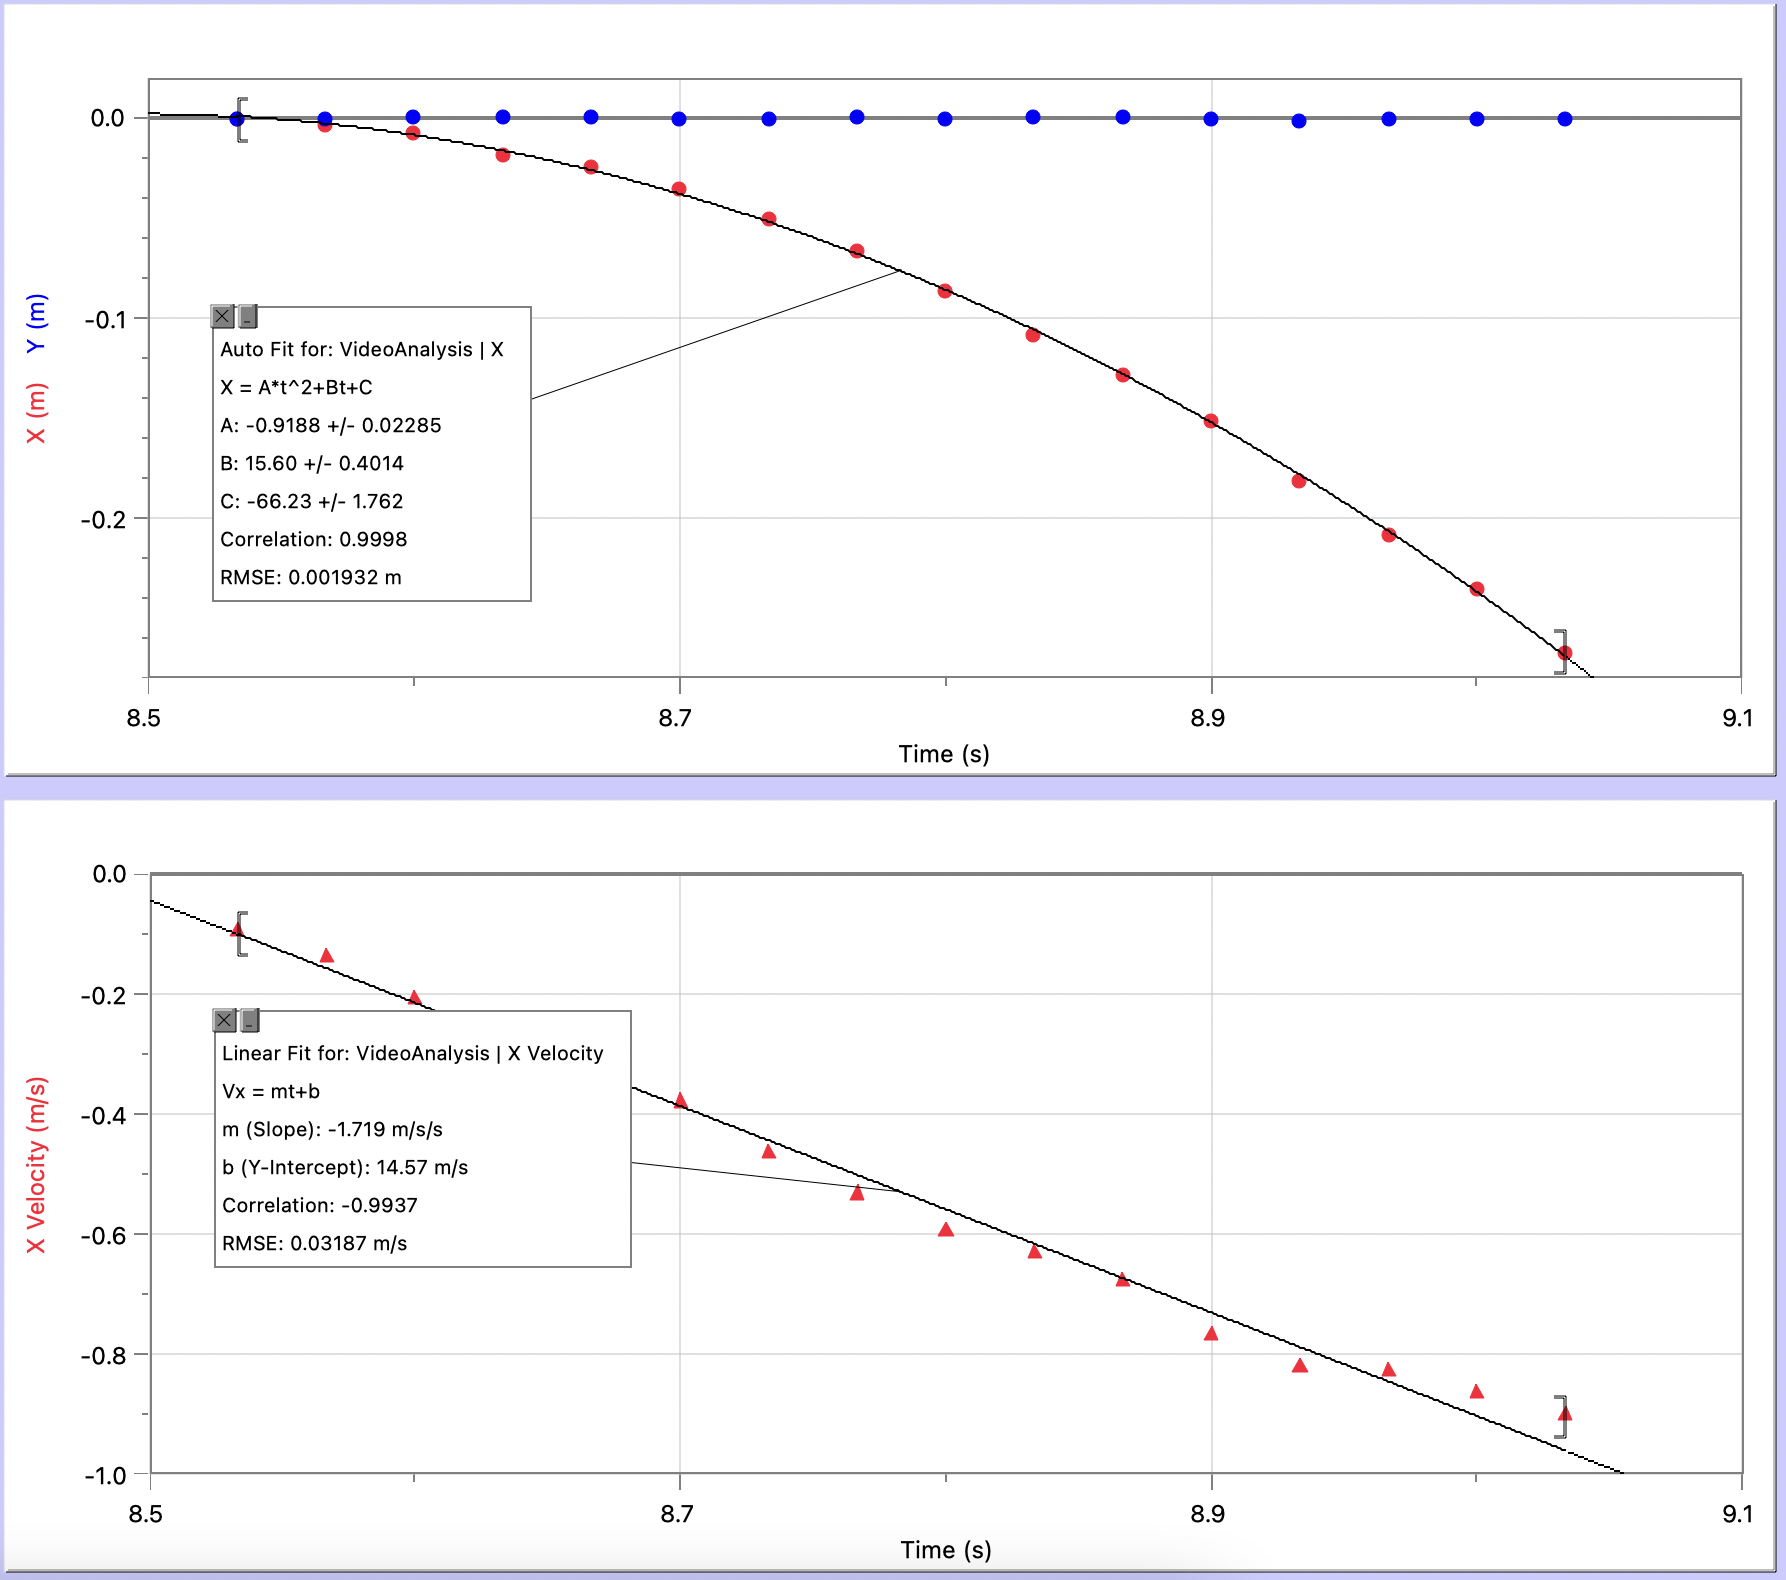 0.0
-0.1
-0.2
X (m) Y (m)
Auto Fit for: VideoAnalysis | X
X = A*t^2+Bt+C
A: -0.9188 +/- 0.02285
B: 15.60 +/- 0.4014
C: -66.23 +/- 1.762
Correlation: 0.9998
RMSE: 0.001932 m
8.5 8.7 8.9 9.1
Time (s)
0.0
-0.2
-0.4
-0.6
-0.8
-1.0
X Velocity (m/s)
Linear Fit for: VideoAnalysis | X Velocity
Vx = mt+b
m (Slope): -1.719 m/s/s
b (Y-Intercept): 14.57 m/s
Correlation: -0.9937
RMSE: 0.03187 m/s
8.5 8.7 8.9 9.1
Time (s)